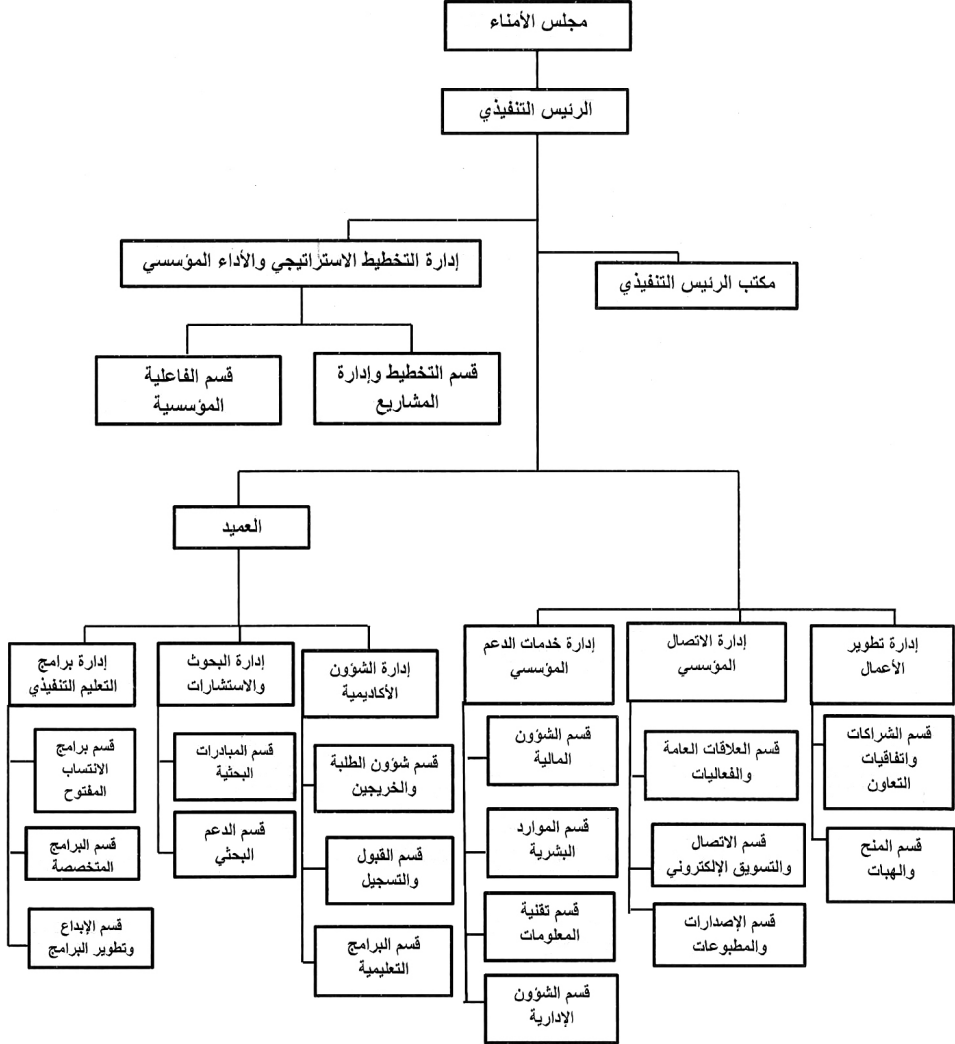 مجلس الأمناء
الرئيس التنفيذي
إدارة التخطيط الاستراتيجي والأداء المؤسسي
مكتب الرئيس التنفيذي
قسم التخطيط وإدارة
المشاريع
قسم الفاعلية
المؤسسية
العميد
إدارة تطوير
الأعمال
قسم الشراكات
واتفاقيات
التعاون
قسم المنح
والهبات
إدارة الاتصال
المؤسسي
قسم العلاقات العامة
والفعاليات
قسم الاتصال
والتسويق الإلكتروني
قسم الإصدارات
والمطبوعات
إدارة خدمات الدعم
المؤسسي
قسم الشؤون
المالية
قسم الموارد
البشرية
قسم تقنية
المعلومات
قسم الشؤون
الإدارية
إدارة الشؤون
الأكاديمية
قسم شؤون الطلبة
والخريجين
قسم القبول
والتسجيل
قسم البرامج
التعليمية
إدارة البحوث
والاستشارات
قسم المبادرات
البحثية
قسم الدعم
البحثي
إدارة برامج
التعليم التنفيذي
قسم برامج
الانتساب
المفتوح
قسم البرامج
المتخصصة
قسم الإبداع
وتطوير البرامج